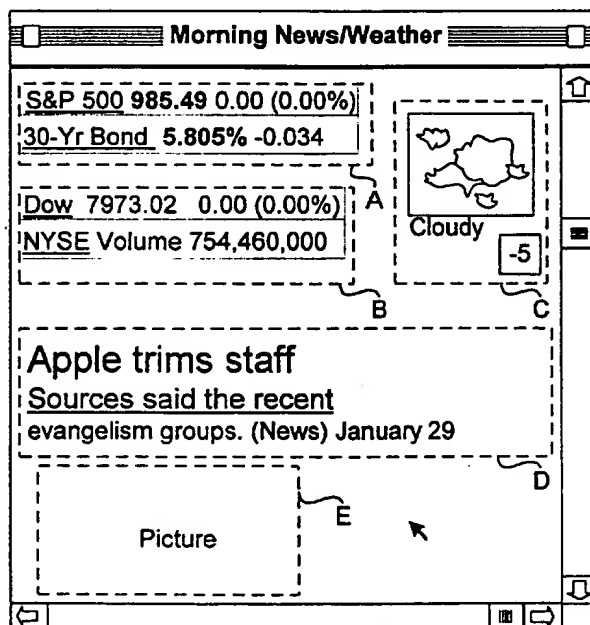 Morning News/Weather
S&P 500 985.49 0.00 (0.00%)
30-Yr Bond 5.805% -0.034
A
Dow 7973.02 0.00 (0.00%)
NYSE Volume 754,460,000
B
Cloudy
-5
C
Apple trims staff
Sources said the recent
evangelism groups. (News) January 29
D
Picture
E